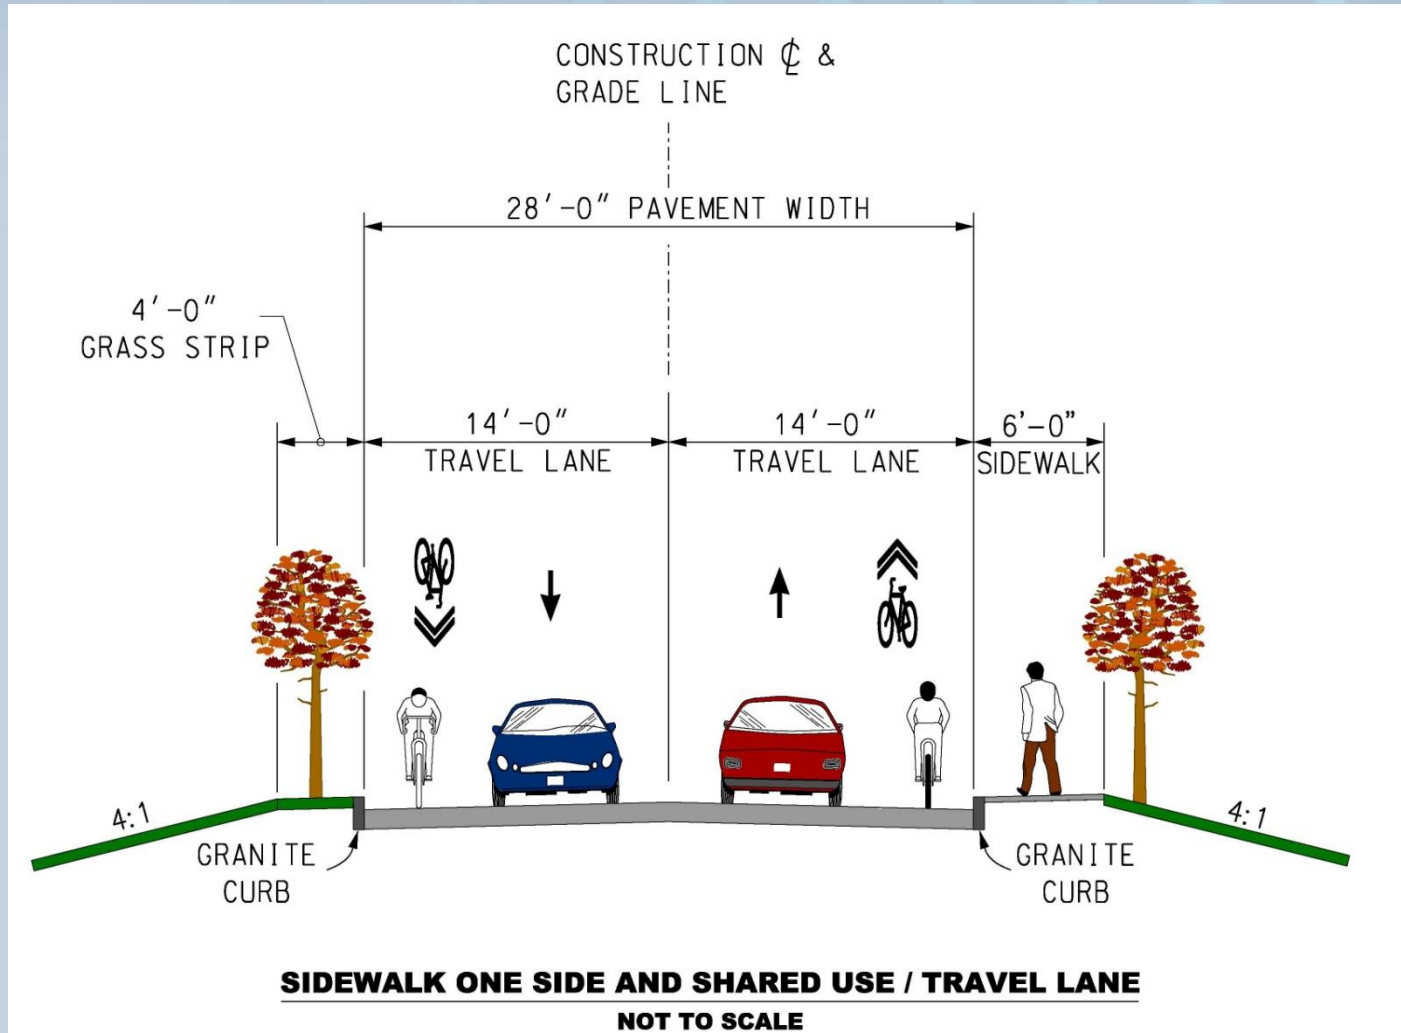 CONSTRUCTION ℄ &
GRADE LINE
28'-0" PAVEMENT WIDTH
4'-0"
GRASS STRIP
14'-0"
TRAVEL LANE
14'-0"
TRAVEL LANE
6'-0"
SIDEWALK
4:1
4:1
GRANITE
CURB
GRANITE
CURB
SIDEWALK ONE SIDE AND SHARED USE / TRAVEL LANE
NOT TO SCALE